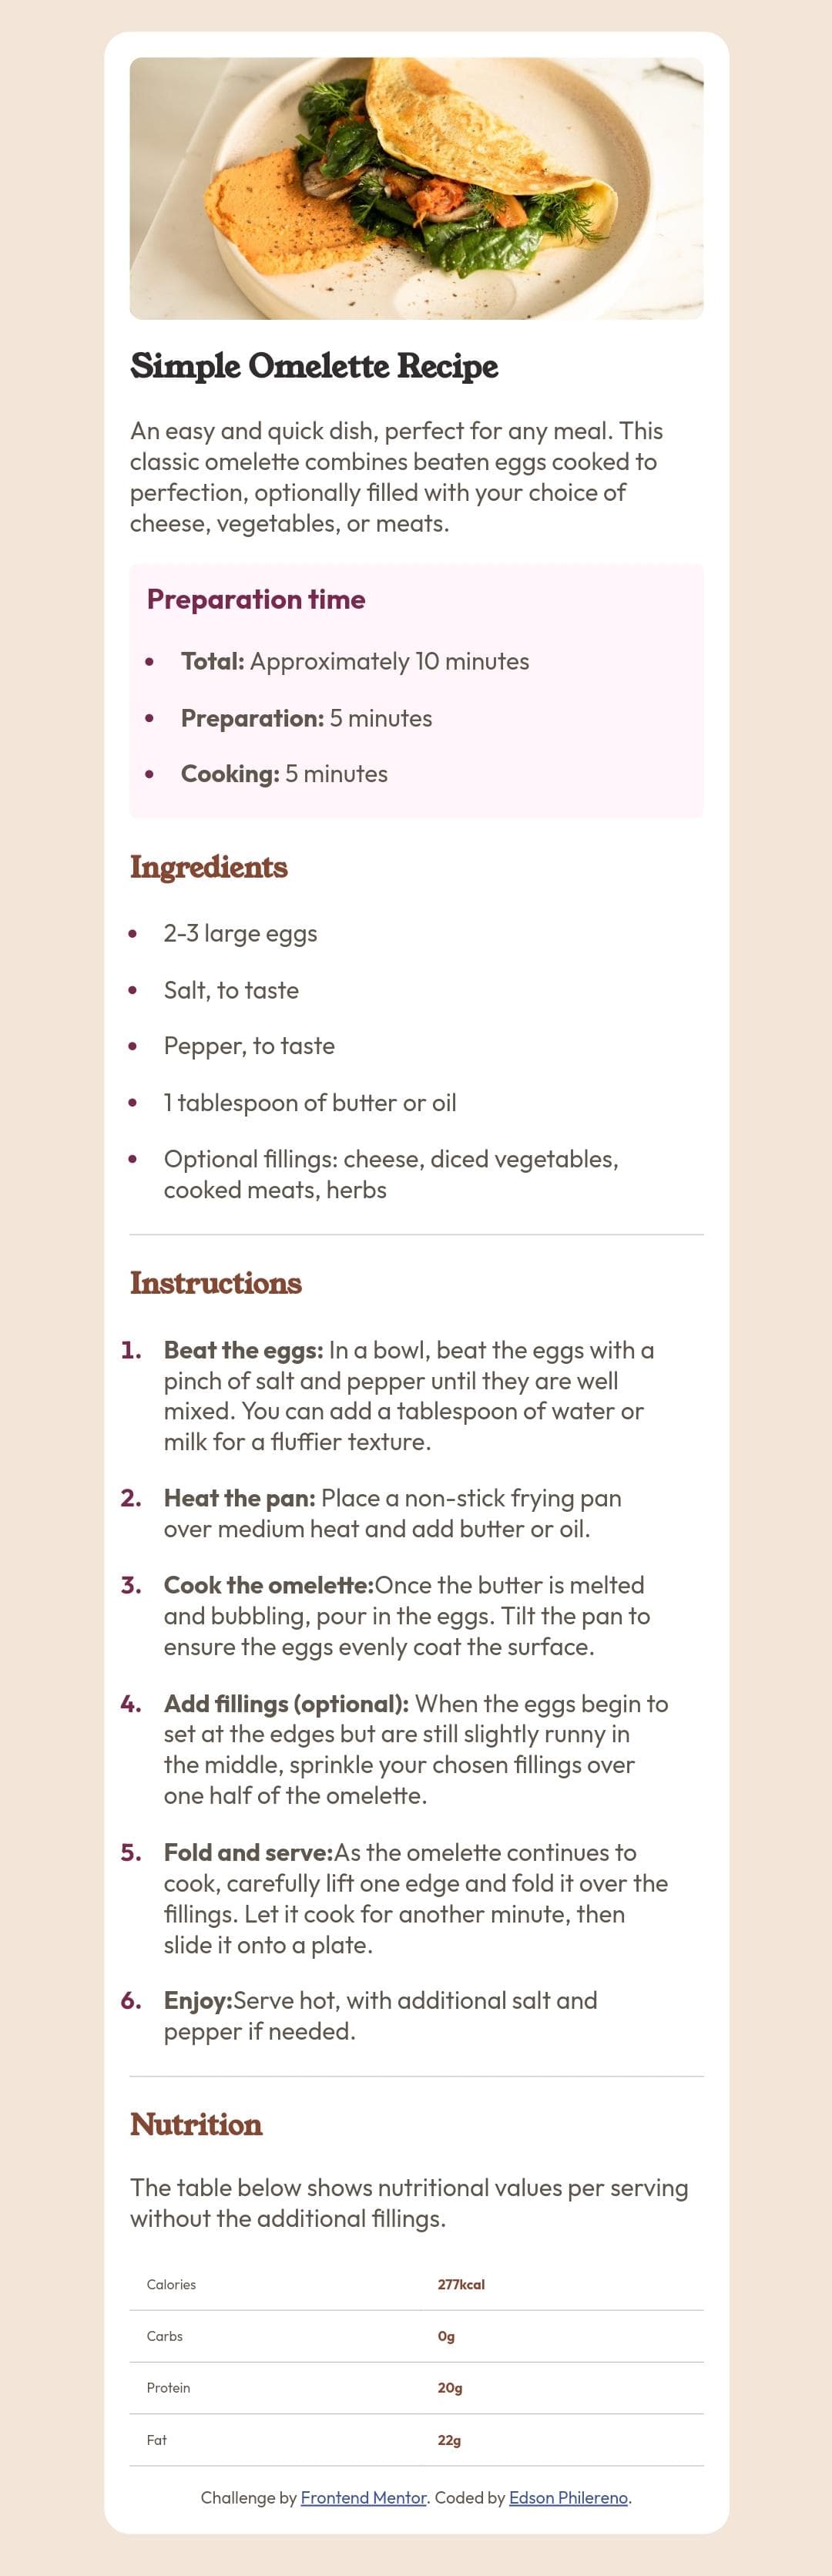 Simple Omelette Recipe
An easy and quick dish, perfect for any meal. This
classic omelette combines beaten eggs cooked to
perfection, optionally filled with your choice of
cheese, vegetables, or meats.
Preparation time
• Total: Approximately 10 minutes
• Preparation: 5 minutes
• Cooking: 5 minutes
Ingredients
• 2-3 large eggs
• Salt, to taste
• Pepper, to taste
• 1 tablespoon of butter or oil
• Optional fillings: cheese, diced vegetables,
cooked meats, herbs
Instructions
1. Beat the eggs: In a bowl, beat the eggs with a
pinch of salt and pepper until they are well
mixed. You can add a tablespoon of water or
milk for a fluffier texture.
2. Heat the pan: Place a non-stick frying pan
over medium heat and add butter or oil.
3. Cook the omelette:Once the butter is melted
and bubbling, pour in the eggs. Tilt the pan to
ensure the eggs evenly coat the surface.
4. Add fillings (optional): When the eggs begin to
set at the edges but are still slightly runny in
the middle, sprinkle your chosen fillings over
one half of the omelette.
5. Fold and serve:As the omelette continues to
cook, carefully lift one edge and fold it over the
fillings. Let it cook for another minute, then
slide it onto a plate.
6. Enjoy:Serve hot, with additional salt and
pepper if needed.
Nutrition
The table below shows nutritional values per serving
without the additional fillings.
Calories 277kcal
Carbs 0g
Protein 20g
Fat 22g
Challenge by Frontend Mentor. Coded by Edson Philereno.